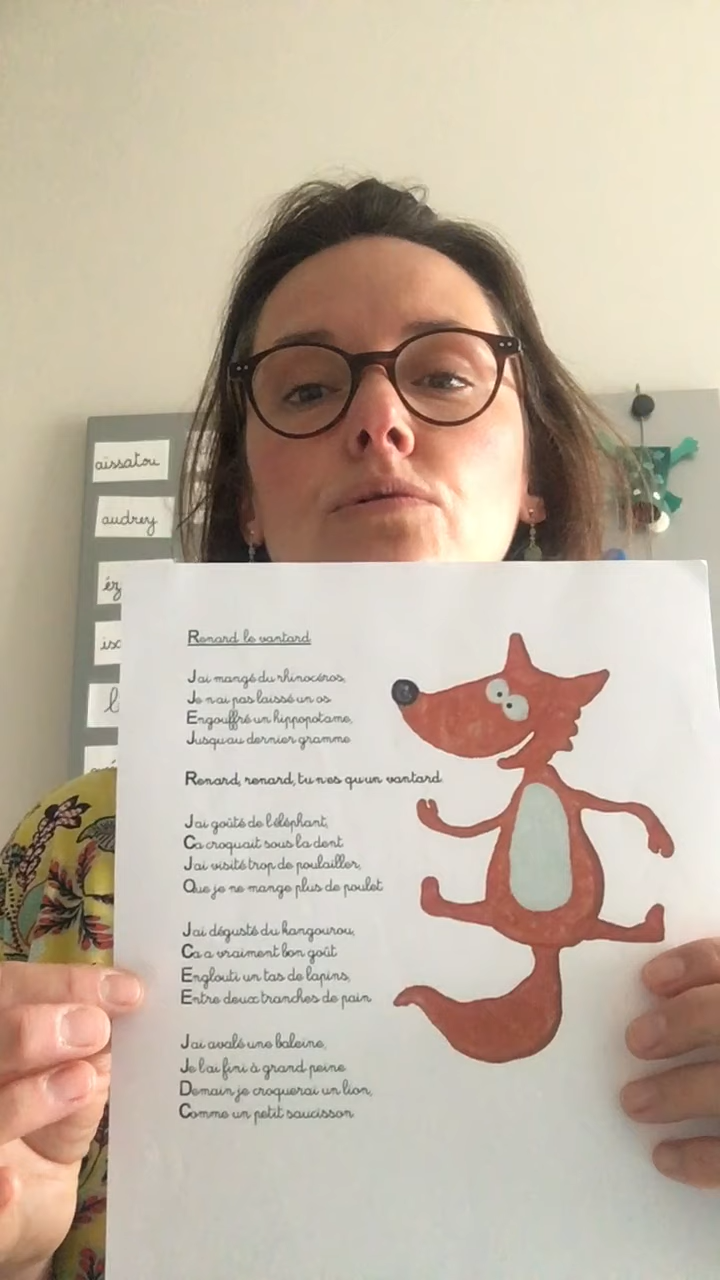 aïssatou
audrey
Renard le vantard
J'ai mangé du rhinocéros,
Je n'ai pas laissé un os
Engouffré un hippopotame,
Jusqu'au dernier gramme
Renard, renard, tu n'es qu'un vantard
J'ai goûté de l'éléphant,
Ca croquait sous la dent
J'ai visité trop de poulailler,
Que je ne mange plus de poulet
J'ai dégusté du kangourou,
Ca a vraiment bon goût
Englouti un tas de lapins,
Entre deux tranches de pain
J'ai avalé une baleine,
Je l'ai fini à grand peine
Demain je croquerai un lion,
Comme un petit saucisson